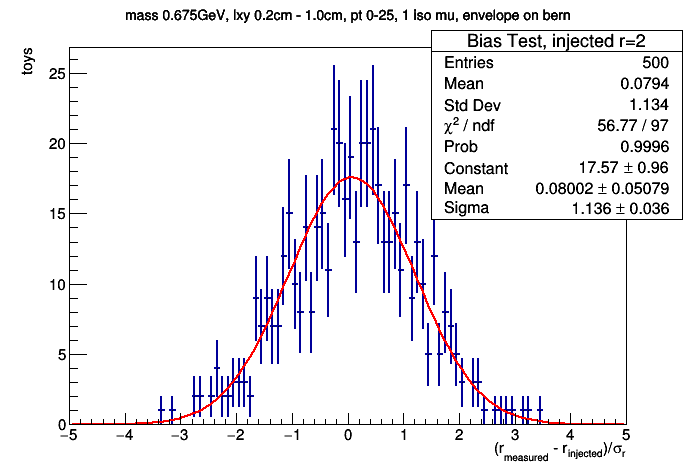 mass 0.675GeV, lxy 0.2cm - 1.0cm, pt 0-25, 1 Iso mu, envelope on bern
toys
Bias Test, injected r=2
Entries 500
Mean 0.0794
Std Dev 1.134
χ² / ndf 56.77 / 97
Prob 0.9996
Constant 17.57 ± 0.96
Mean 0.08002 ± 0.05079
Sigma 1.136 ± 0.036
25
20
15
10
5
0
−5 −4 −3 −2 −1 0 1 2 3 4 5
(r_measured - r_injected)/σ_r